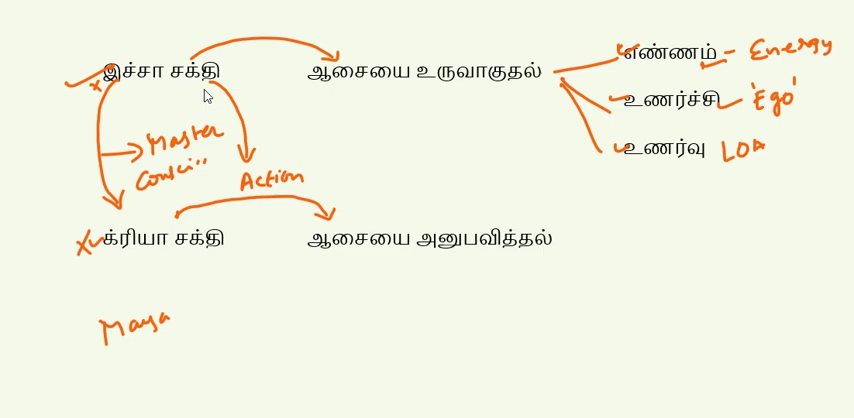 எண்ணம் - Energy
இச்சா சக்தி ஆசையை உருவாகுதல்
உணர்ச்சி 'Ego'
Master
உணர்வு LOA
Consci"
Action
க்ரியா சக்தி ஆசையை அனுபவித்தல்
Maya